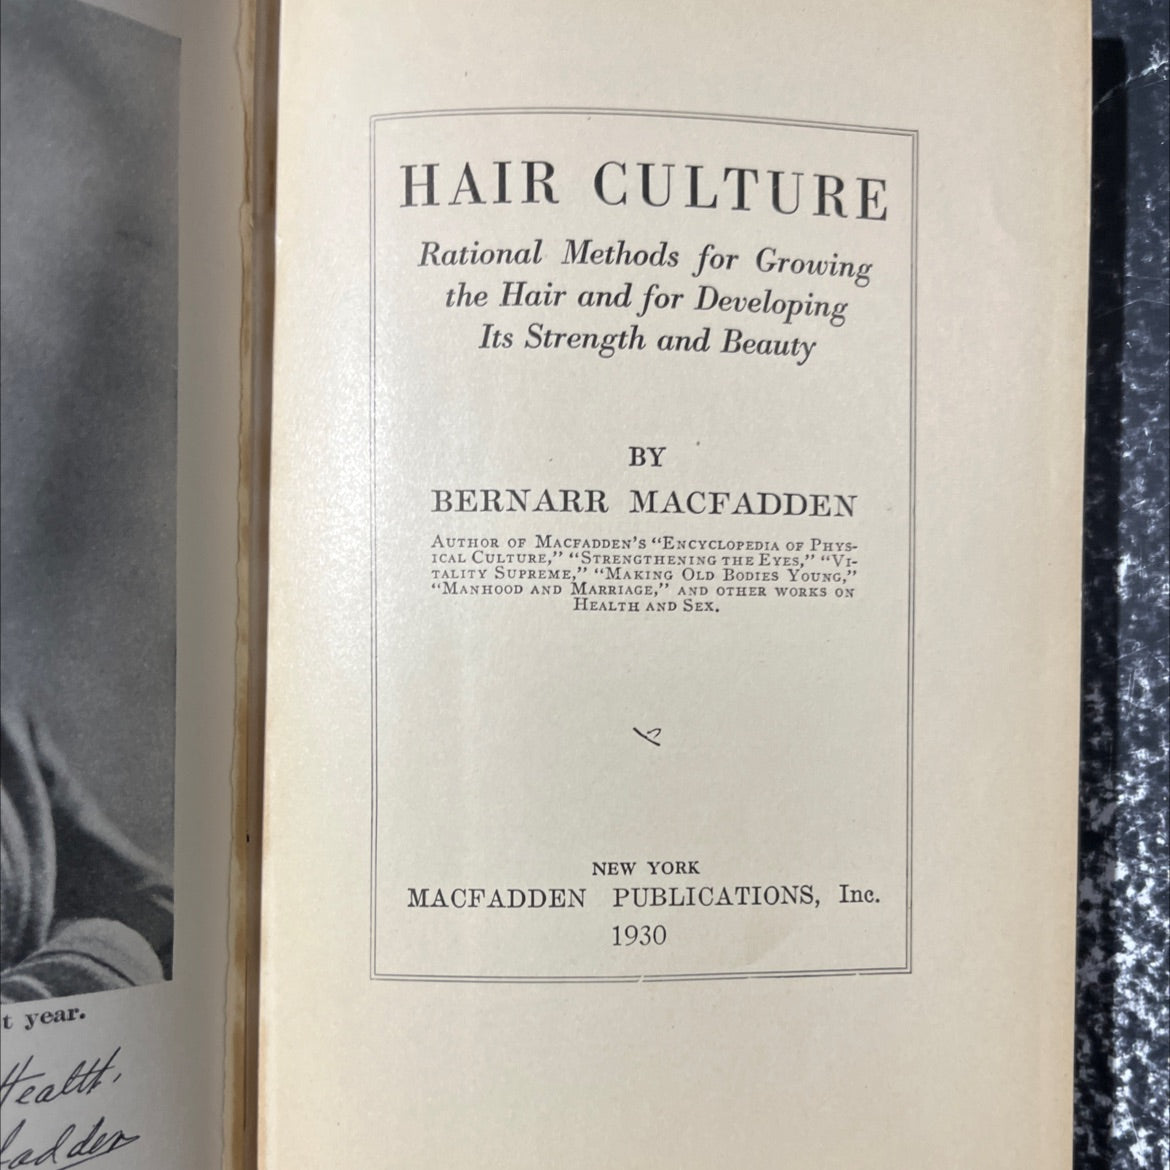 HAIR CULTURE
Rational Methods for Growing
the Hair and for Developing
Its Strength and Beauty
BY
BERNARR MACFADDEN
AUTHOR OF MACFADDEN'S "ENCYCLOPEDIA OF PHYS-
ICAL CULTURE," "STRENGTHENING THE EYES," "VI-
TALITY SUPREME," "MAKING OLD BODIES YOUNG,"
"MANHOOD AND MARRIAGE," AND OTHER WORKS ON
HEALTH AND SEX.
NEW YORK
MACFADDEN PUBLICATIONS, Inc.
1930
t year.
Health,
fadden